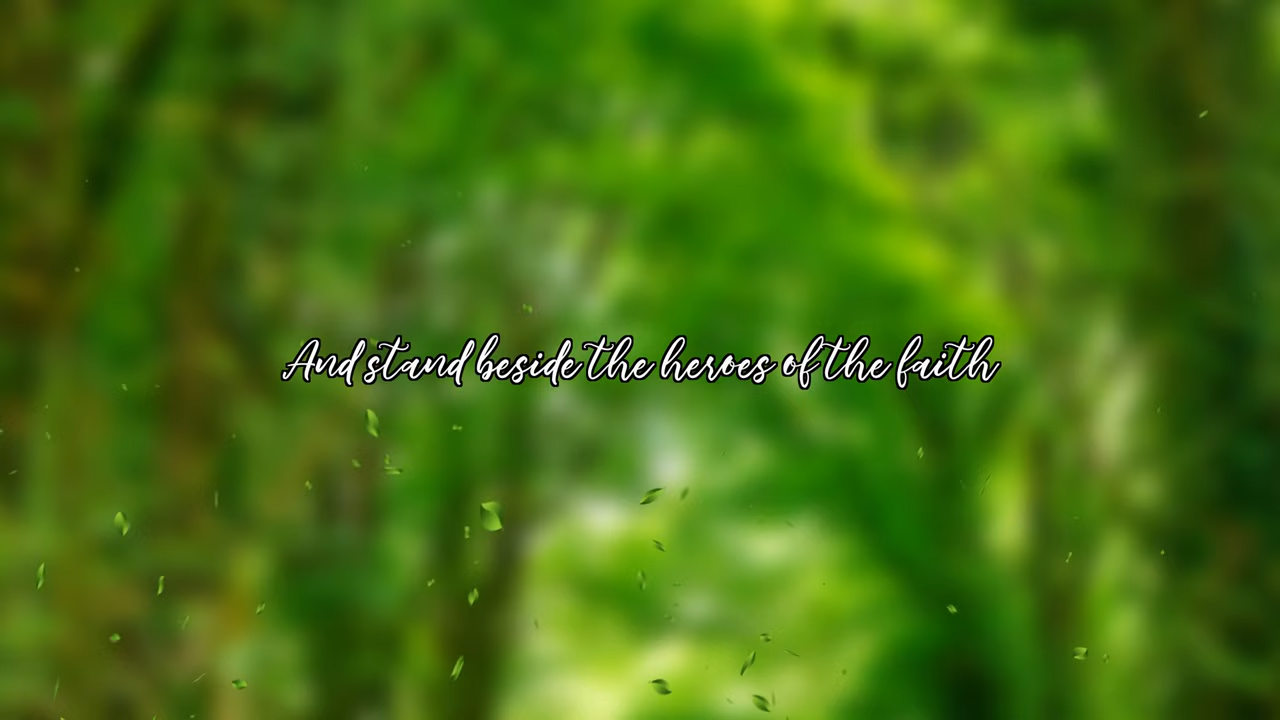 And stand beside the heroes of the faith